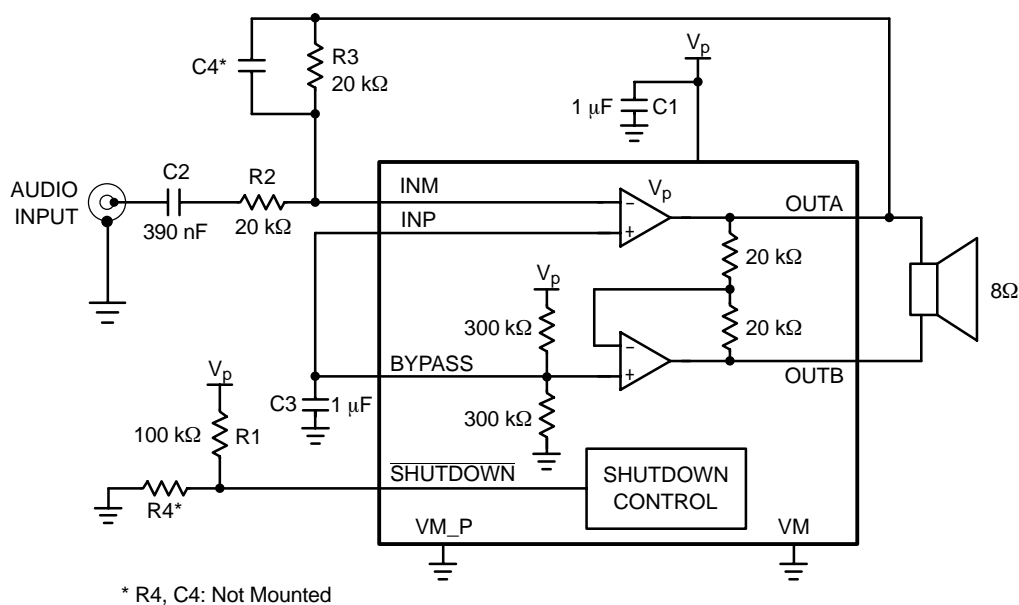 C4*
R3
20 kΩ
Vp
1 μF
C1
AUDIO
INPUT
C2
390 nF
R2
20 kΩ
INM
INP
Vp
−
+
OUTA
20 kΩ
Vp
300 kΩ
20 kΩ
8Ω
−
+
BYPASS
OUTB
C3
1 μF
300 kΩ
Vp
100 kΩ
R1
SHUTDOWN
SHUTDOWN
CONTROL
R4*
VM_P
VM
* R4, C4: Not Mounted